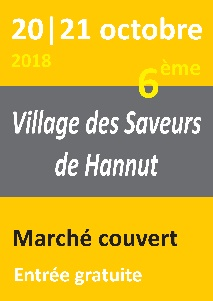 20|21 octobre
2018
6ème
Village des Saveurs
de Hannut
Marché couvert
Entrée gratuite